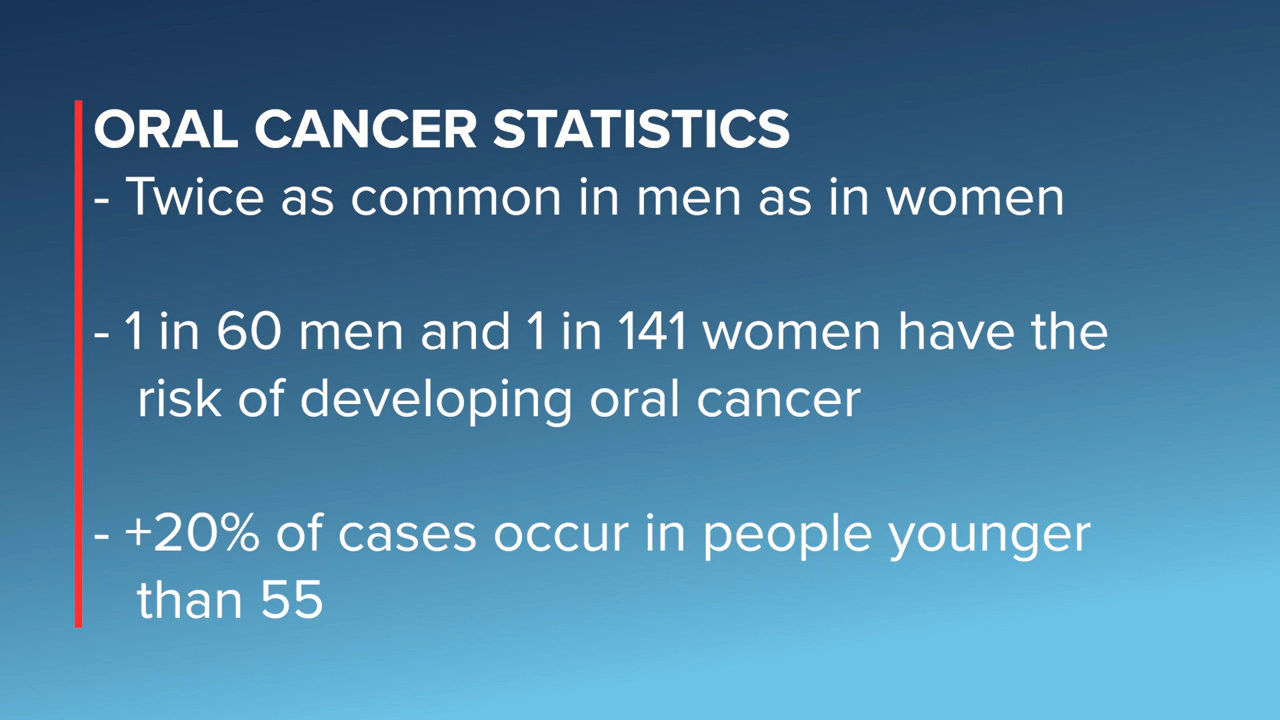 ORAL CANCER STATISTICS
- Twice as common in men as in women
- 1 in 60 men and 1 in 141 women have the
risk of developing oral cancer
- +20% of cases occur in people younger
than 55